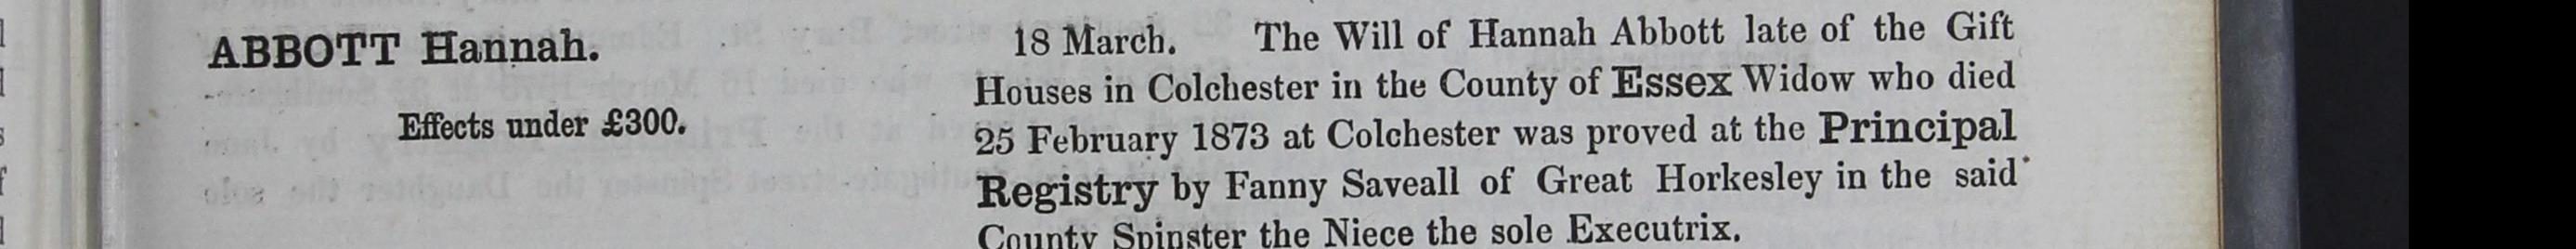 ABBOTT Hannah.
Effects under £300.
18 March. The Will of Hannah Abbott late of the Gift
Houses in Colchester in the County of Essex Widow who died
25 February 1873 at Colchester was proved at the Principal
Registry by Fanny Saveall of Great Horkesley in the said
County Spinster the Niece the sole Executrix.